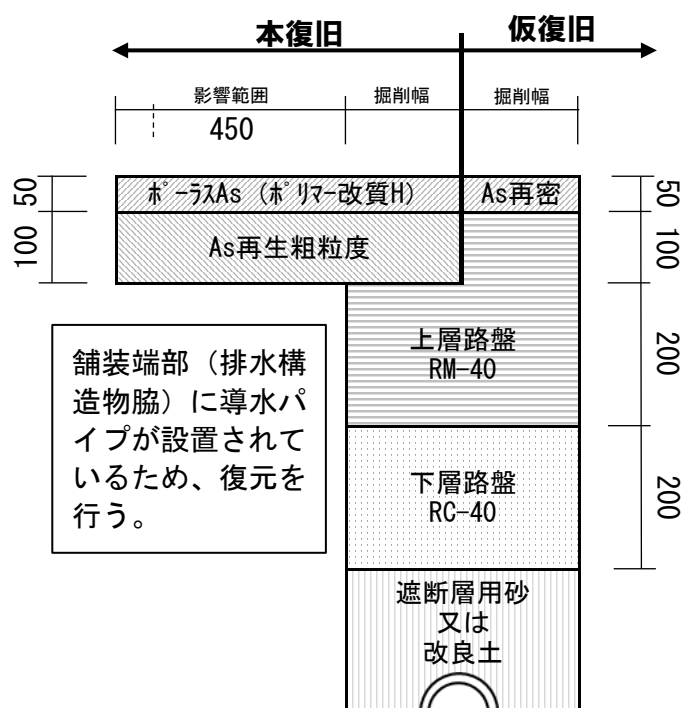 本復旧
仮復旧
影響範囲
掘削幅
掘削幅
450
50
ﾎﾟｰﾗスAs（ﾎﾟﾘﾏｰ改質H）
As再密
50
100
As再生粗粒度
100
上層路盤
RM-40
200
舗装端部（排水構
造物脇）に導水パ
イプが設置されて
いるため、復元を
行う。
下層路盤
RC-40
200
遮断層用砂
又は
改良土